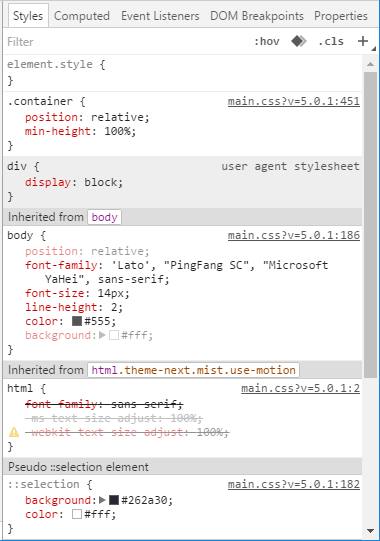 Styles Computed Event Listeners DOM Breakpoints Properties
Filter :hov .cls +
element.style {
}
.container { main.css?v=5.0.1:451
position: relative;
min-height: 100%;
}
div { user agent stylesheet
display: block;
}
Inherited from body
body { main.css?v=5.0.1:186
position: relative;
font-family: 'Lato', "PingFang SC", "Microsoft
YaHei", sans-serif;
font-size: 14px;
line-height: 2;
color: #555;
background: #fff;
}
Inherited from html.theme-next.mist.use-motion
html { main.css?v=5.0.1:2
font-family: sans-serif;
-ms-text-size-adjust: 100%;
-webkit-text-size-adjust: 100%;
}
Pseudo ::selection element
::selection { main.css?v=5.0.1:182
background: #262a30;
color: #fff;
}